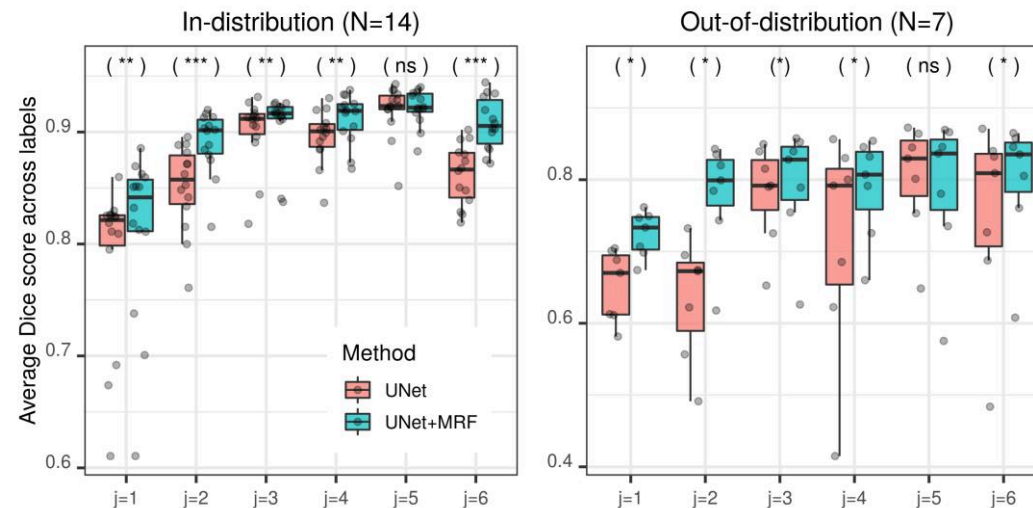 In-distribution (N=14)
( ** ) ( *** ) ( ** ) ( ** ) ( ns ) ( *** )
Average Dice score across labels
0.9
0.8
0.7
0.6
Method
UNet
UNet+MRF
j=1 j=2 j=3 j=4 j=5 j=6
Out-of-distribution (N=7)
( * ) ( * ) ( * ) ( * ) ( ns ) ( * )
0.8
0.6
0.4
j=1 j=2 j=3 j=4 j=5 j=6